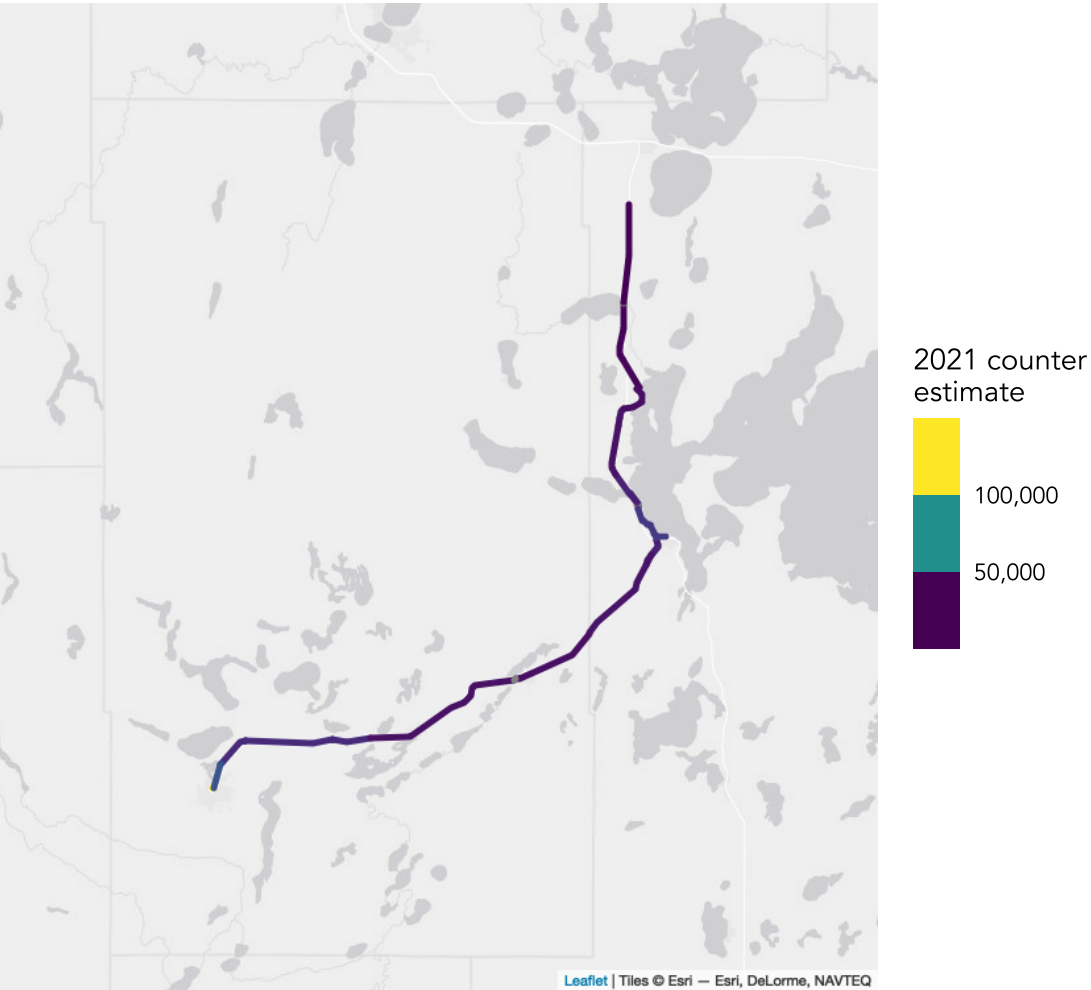 2021 counter
estimate
100,000
50,000
Leaflet | Tiles © Esri — Esri, DeLorme, NAVTEQ